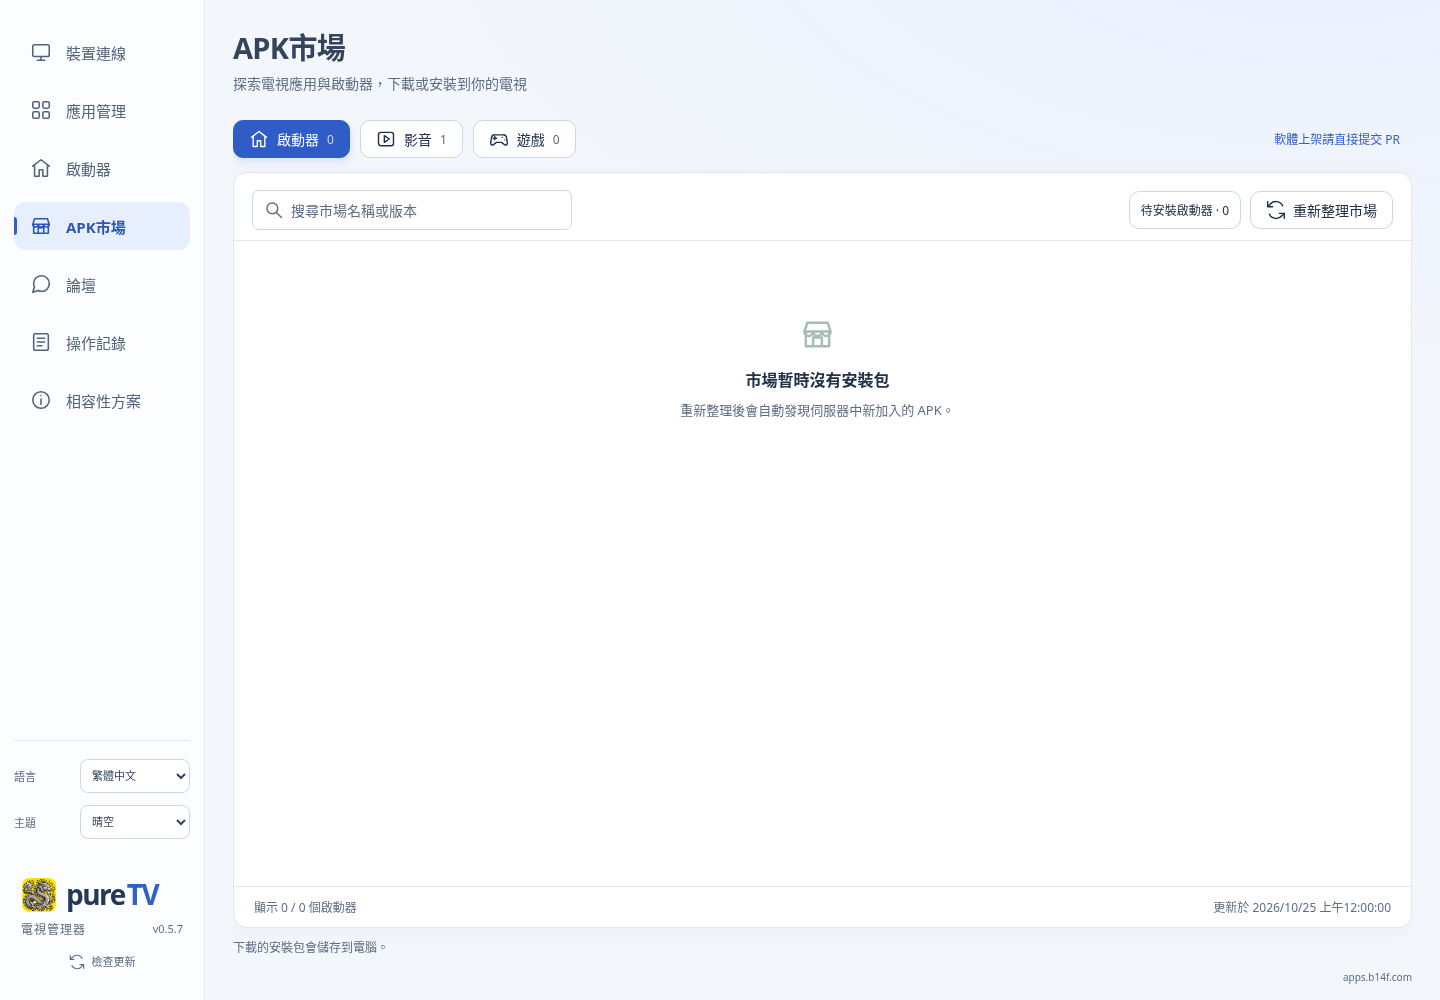 裝置連線
應用管理
啟動器
APK市場
論壇
操作記錄
相容性方案
語言
繁體中文
主題
晴空
pureTV
電視管理器
v0.5.7
檢查更新
APK市場
探索電視應用與啟動器，下載或安裝到你的電視
啟動器 0
影音 1
遊戲 0
軟體上架請直接提交 PR
搜尋市場名稱或版本
待安裝啟動器 · 0
重新整理市場
市場暫時沒有安裝包
重新整理後會自動發現伺服器中新加入的 APK。
顯示 0 / 0 個啟動器
更新於 2026/10/25 上午12:00:00
下載的安裝包會儲存到電腦。
apps.b14f.com